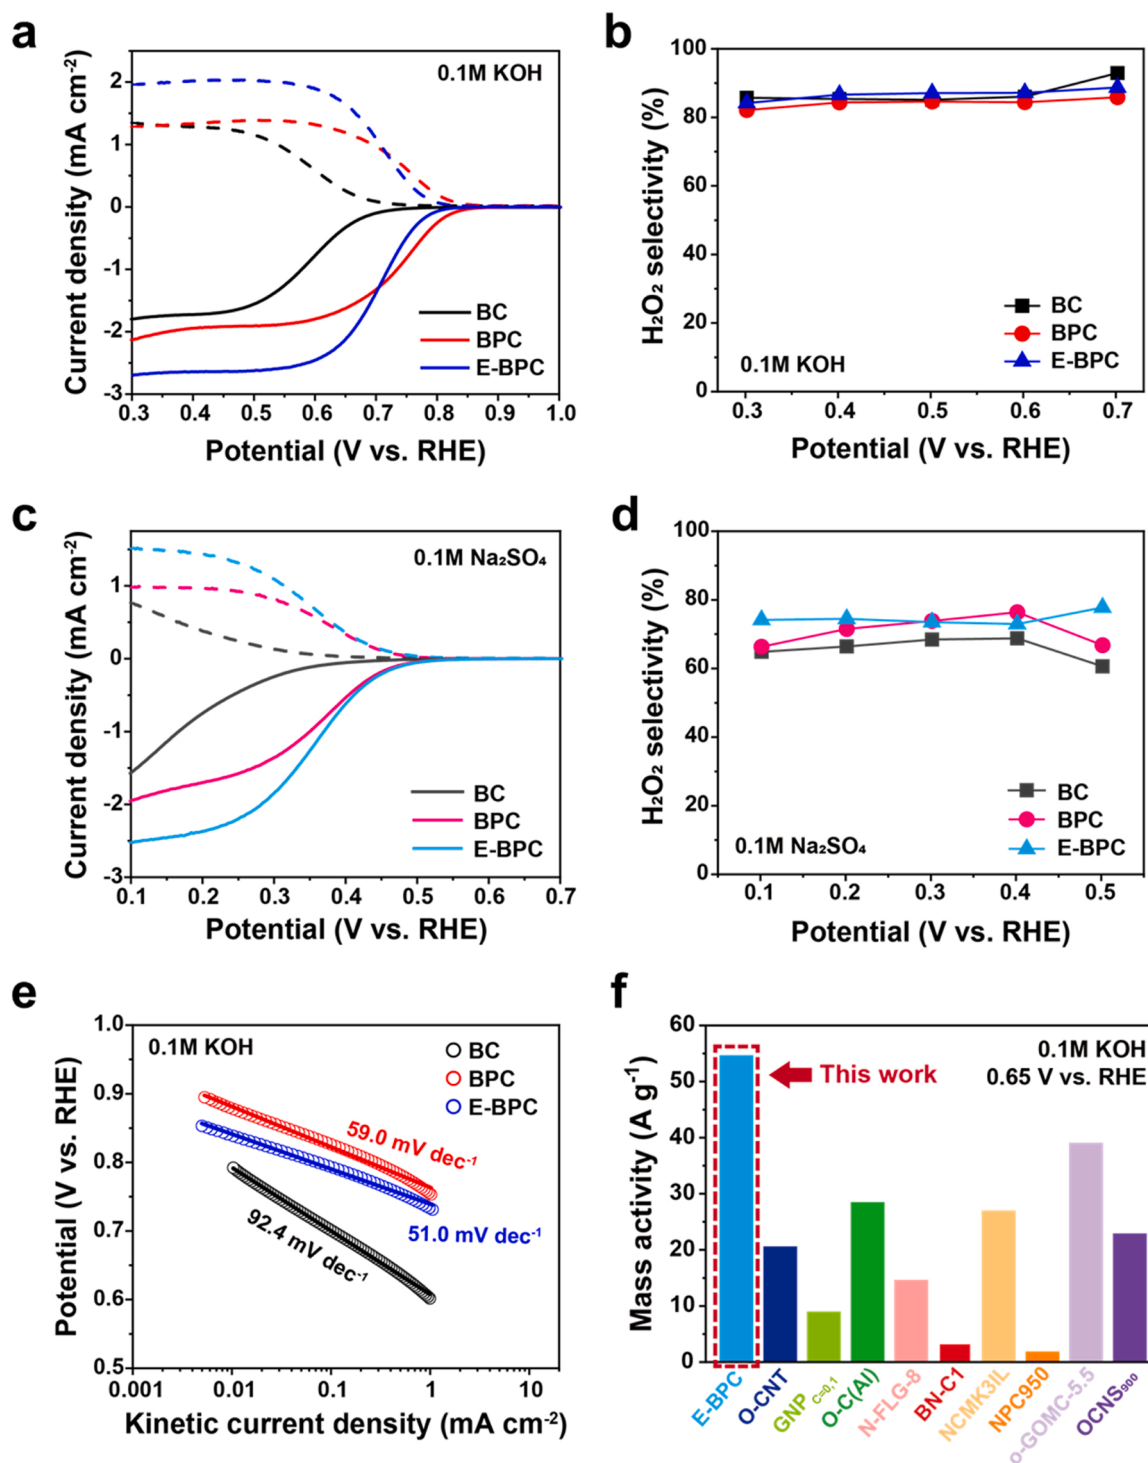 a
Current density (mA cm⁻²)
2
1
0
-1
-2
-3
0.1M KOH
BC
BPC
E-BPC
0.3 0.4 0.5 0.6 0.7 0.8 0.9 1.0
Potential (V vs. RHE)
b
H₂O₂ selectivity (%)
100
80
60
40
20
0
BC
BPC
E-BPC
0.1M KOH
0.3 0.4 0.5 0.6 0.7
Potential (V vs. RHE)
c
Current density (mA cm⁻²)
1
0
-1
-2
-3
0.1M Na₂SO₄
BC
BPC
E-BPC
0.1 0.2 0.3 0.4 0.5 0.6 0.7
Potential (V vs. RHE)
d
H₂O₂ selectivity (%)
100
80
60
40
20
0
BC
BPC
E-BPC
0.1M Na₂SO₄
0.1 0.2 0.3 0.4 0.5
Potential (V vs. RHE)
e
Potential (V vs. RHE)
1.0
0.9
0.8
0.7
0.6
0.5
0.1M KOH
BC
BPC
E-BPC
59.0 mV dec⁻¹
51.0 mV dec⁻¹
92.4 mV dec⁻¹
0.001 0.01 0.1 1 10
Kinetic current density (mA cm⁻²)
f
Mass activity (A g⁻¹)
60
50
40
30
20
10
0
0.1M KOH
0.65 V vs. RHE
This work
E-BPC
O-CNT
GNP C=0,1
O-C(Al)
N-FLG-8
BN-C1
NCMK3IL
NPC950
o-GOMC-5.5
OCNS₉₀₀